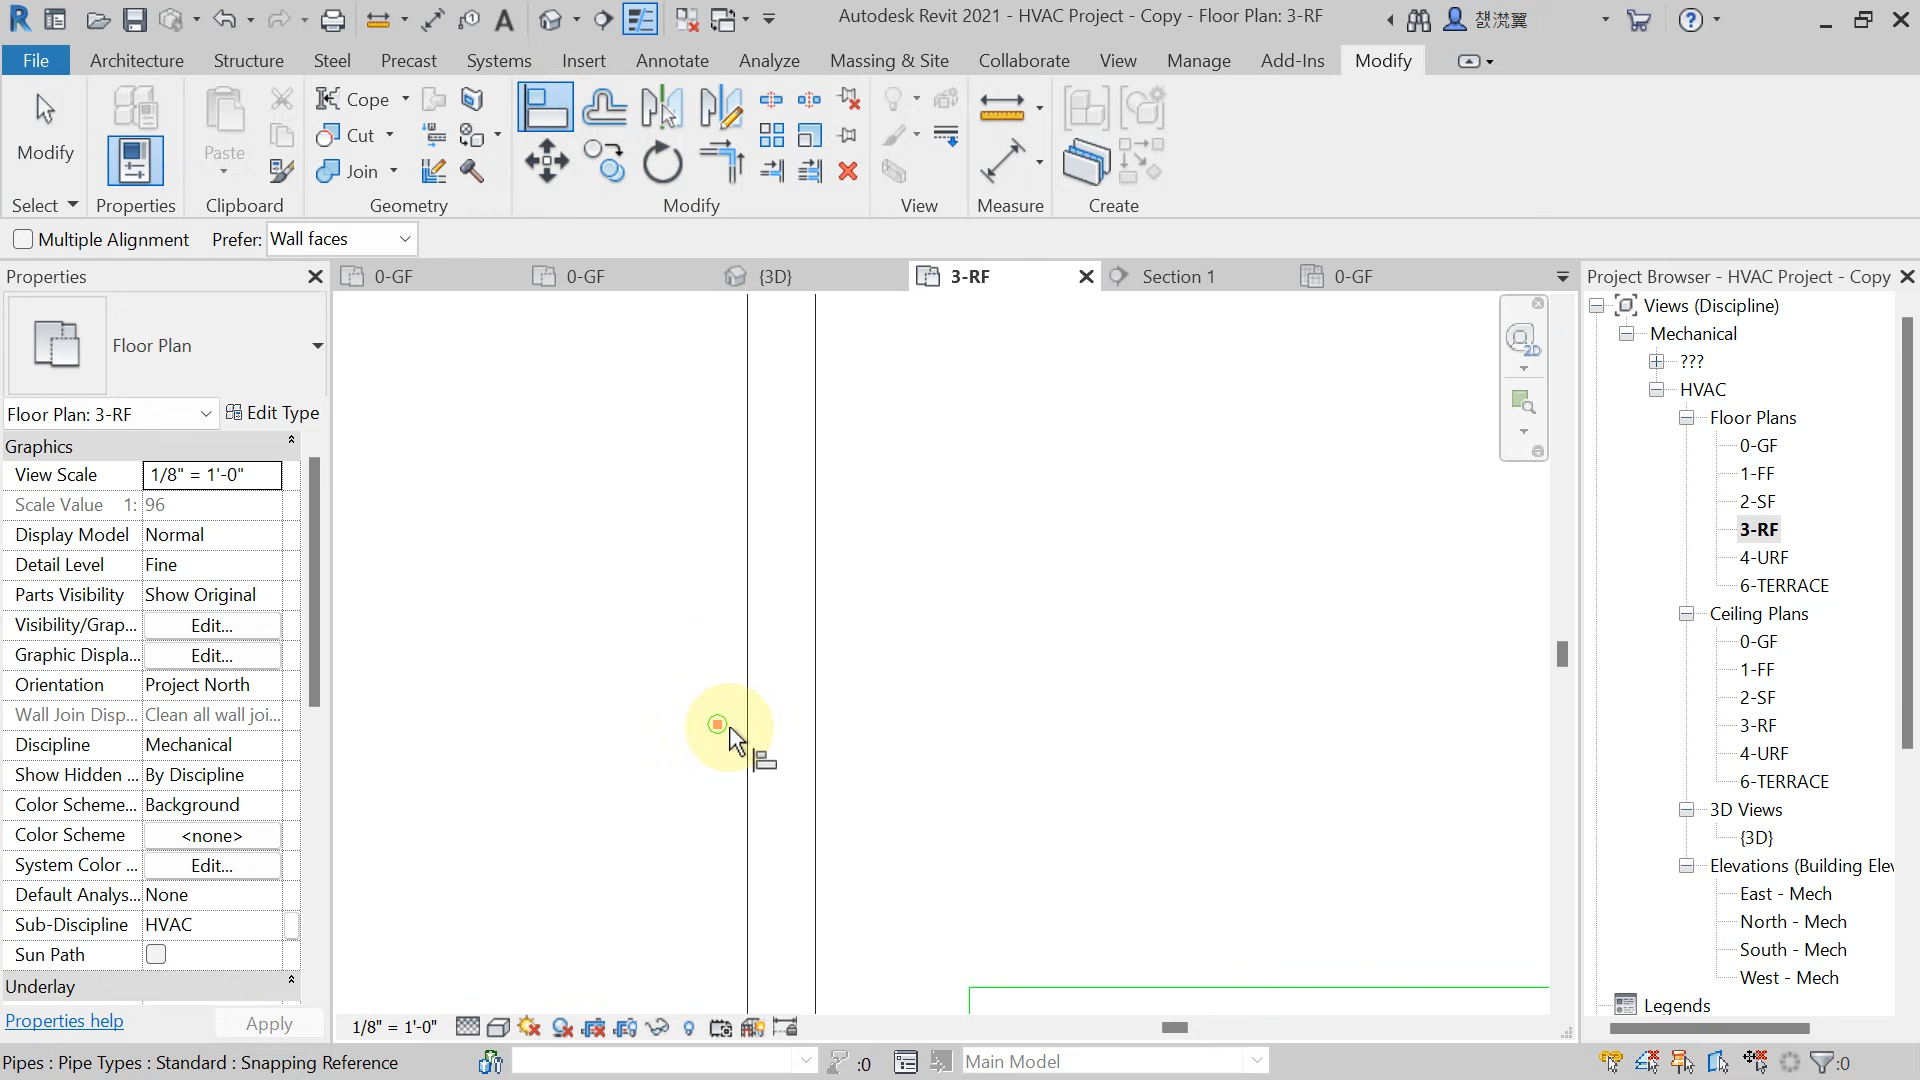 Autodesk Revit 2021 - HVAC Project - Copy - Floor Plan: 3-RF
File Architecture Structure Steel Precast Systems Insert Annotate Analyze Massing & Site Collaborate View Manage Add-Ins Modify
Modify
Select
Properties
Paste
Clipboard
Cope
Cut
Join
Geometry
Modify
View
Measure
Create
Multiple Alignment Prefer: Wall faces
Properties
0-GF 0-GF {3D} 3-RF Section 1 0-GF
Project Browser - HVAC Project - Copy
Floor Plan
Floor Plan: 3-RF Edit Type
Graphics
View Scale 1/8" = 1'-0"
Scale Value 1: 96
Display Model Normal
Detail Level Fine
Parts Visibility Show Original
Visibility/Grap... Edit...
Graphic Displa... Edit...
Orientation Project North
Wall Join Disp... Clean all wall joi...
Discipline Mechanical
Show Hidden ... By Discipline
Color Scheme... Background
Color Scheme <none>
System Color ... Edit...
Default Analys... None
Sub-Discipline HVAC
Sun Path
Underlay
Properties help Apply
2D
Views (Discipline)
Mechanical
???
HVAC
Floor Plans
0-GF
1-FF
2-SF
3-RF
4-URF
6-TERRACE
Ceiling Plans
0-GF
1-FF
2-SF
3-RF
4-URF
6-TERRACE
3D Views
{3D}
Elevations (Building Elev
East - Mech
North - Mech
South - Mech
West - Mech
Legends
1/8" = 1'-0"
Pipes : Pipe Types : Standard : Snapping Reference
:0
Main Model
:0